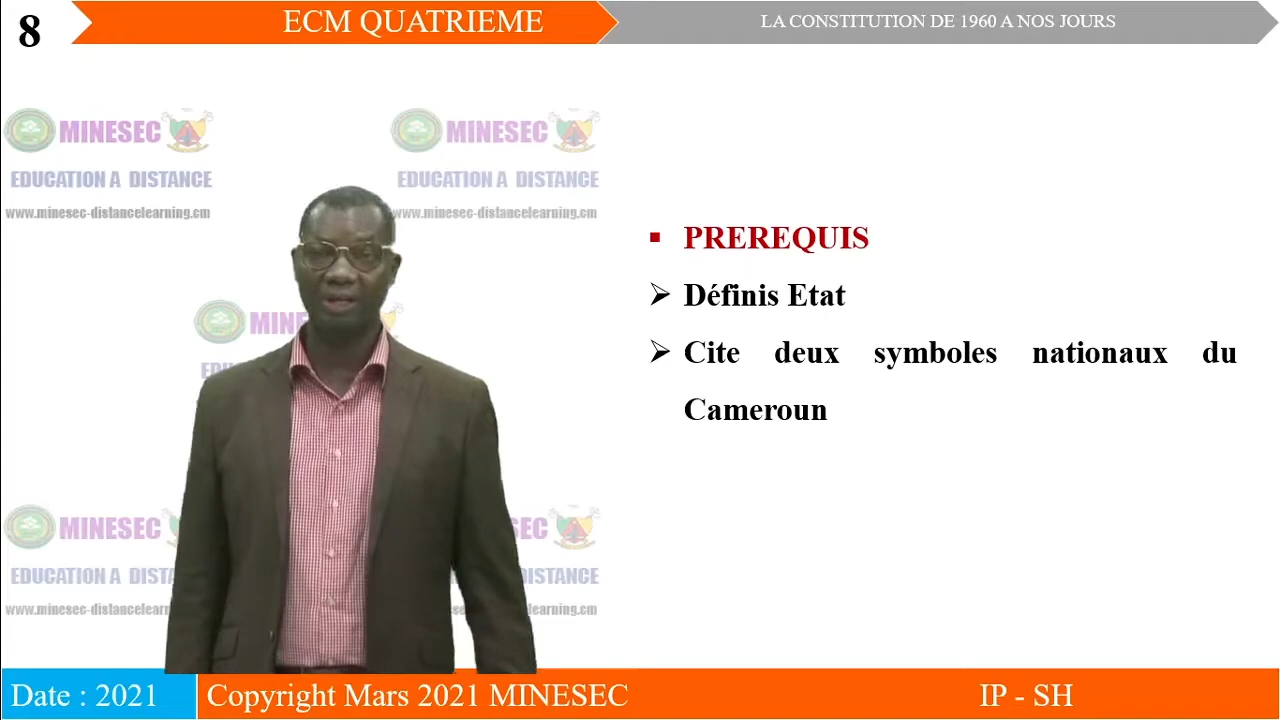 8
ECM QUATRIEME
LA CONSTITUTION DE 1960 A NOS JOURS
MINESEC
MINESEC
EDUCATION A DISTANCE
EDUCATION A DISTANCE
www.minesec-distancelearning.cm
www.minesec-distancelearning.cm
PREREQUIS
Définis Etat
Cite deux symboles nationaux du
Cameroun
MINESEC
EDUCATION A DISTANCE
Date : 2021
Copyright Mars 2021 MINESEC
IP - SH